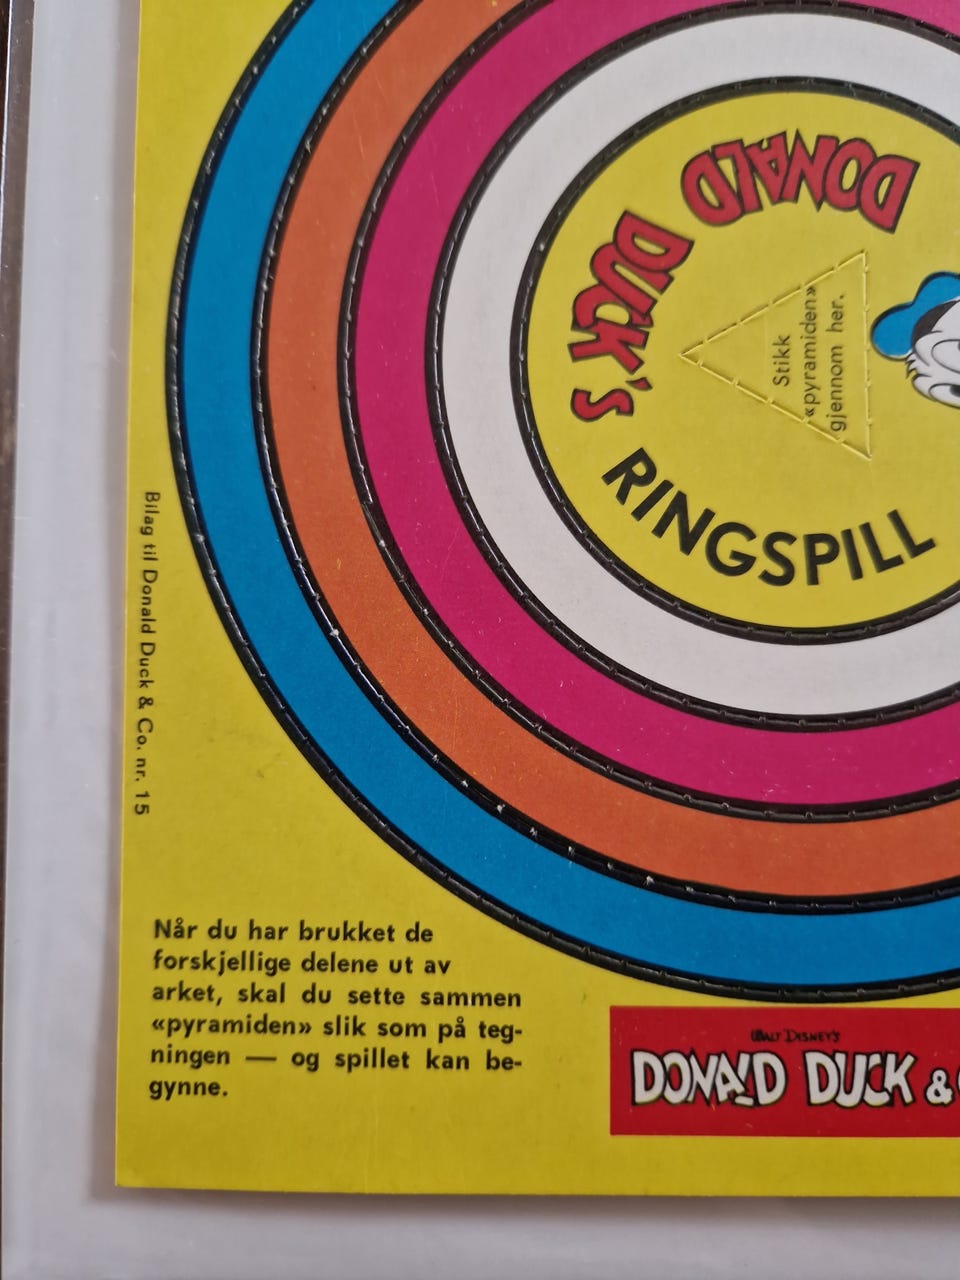 DONALD
DUCK's
RINGSPILL
Stikk
«pyramiden»
gjennom her.
Bilag til Donald Duck & Co. nr. 15
Når du har brukket de
forskjellige delene ut av
arket, skal du sette sammen
«pyramiden» slik som på teg-
ningen — og spillet kan be-
gynne.
WALT DISNEY'S
DONALD DUCK &